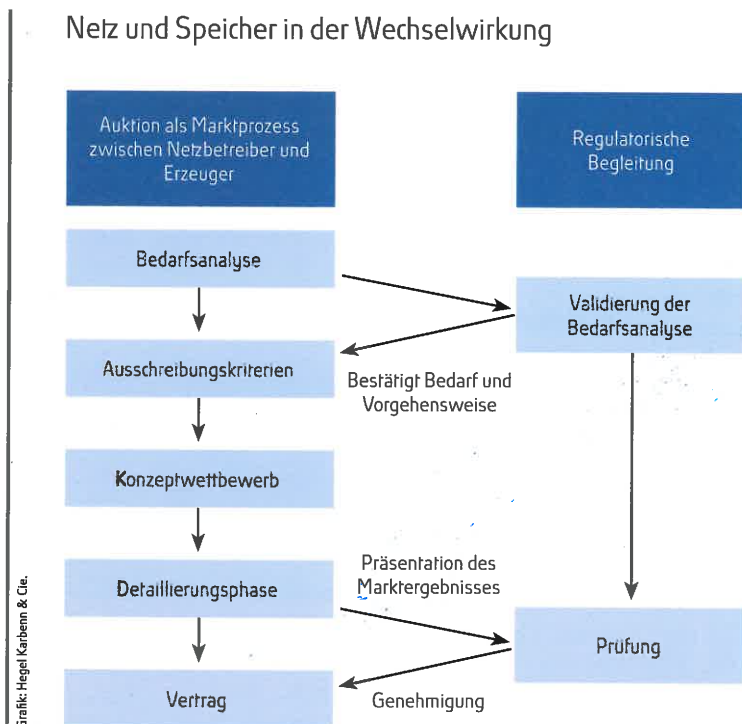 Netz und Speicher in der Wechselwirkung
Auktion als Marktprozess
zwischen Netzbetreiber und
Erzeuger
Regulatorische
Begleitung
Bedarfsanalyse
Validierung der
Bedarfsanalyse
Ausschreibungskriterien
Bestätigt Bedarf und
Vorgehensweise
Konzeptwettbewerb
Präsentation des
Marktergebnisses
Detaillierungsphase
Prüfung
Vertrag
Genehmigung
Grafik: Hegel Karbenn & Cie.